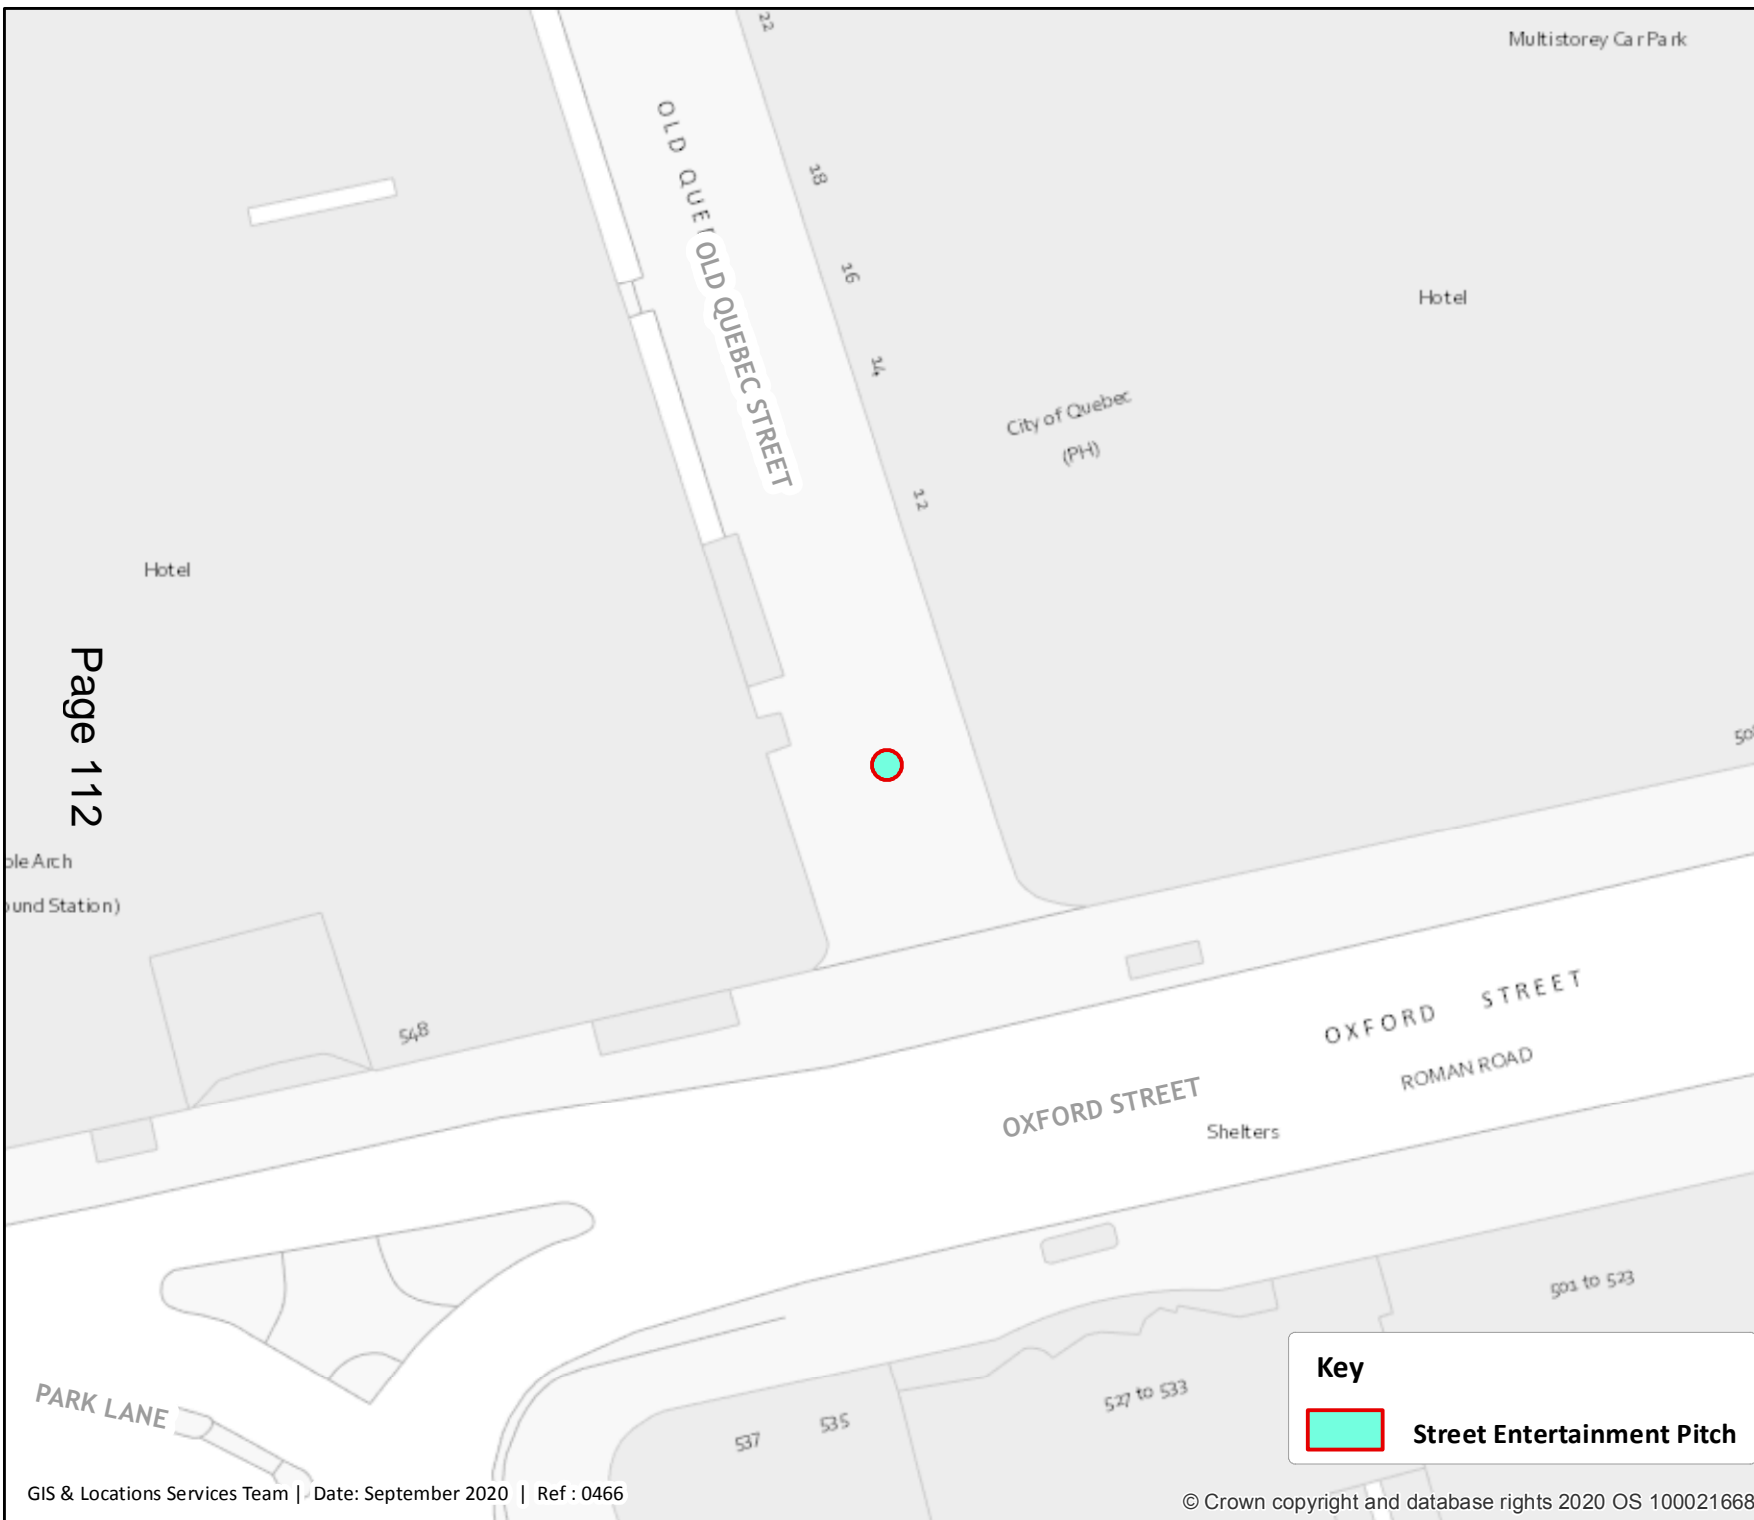 22
Multistorey Car Park
OLD QUE
18
OLD QUEBEC STREET
16
Hotel
14
City of Quebec
(PH)
12
Hotel
Page 112
Arch
Station)
548
OXFORD STREET
ROMAN ROAD
OXFORD STREET
Shelters
501 to 523
Key
Street Entertainment Pitch
527 to 533
535
537
PARK LANE
GIS & Locations Services Team | Date: September 2020 | Ref : 0466
© Crown copyright and database rights 2020 OS 100021668